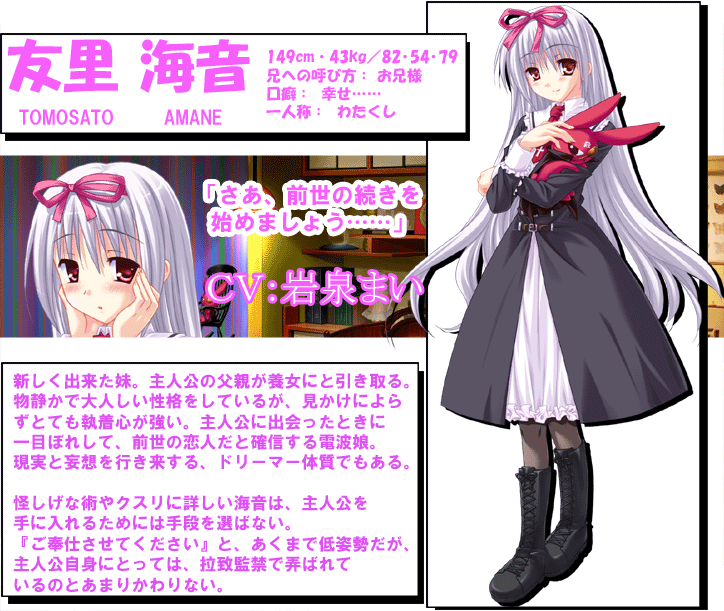 友里 海音
TOMOSATO AMANE
149cm・43Kg／82・54・79
兄への呼び方： お兄様
口癖： 幸せ……
一人称： わたくし
「さあ、前世の続きを
始めましょう……」
CV：岩泉まい
新しく出来た妹。主人公の父親が養女にと引き取る。
物静かで大人しい性格をしているが、見かけによら
ずとても執着心が強い。主人公に出会ったときに
一目ぼれして、前世の恋人だと確信する電波娘。
現実と妄想を行き来する、ドリーマー体質でもある。
怪しげな術やクスリに詳しい海音は、主人公を
手に入れるためには手段を選ばない。
『ご奉仕させてください』と、あくまで低姿勢だが、
主人公自身にとっては、拉致監禁で弄ばれて
いるのとあまりかわりない。